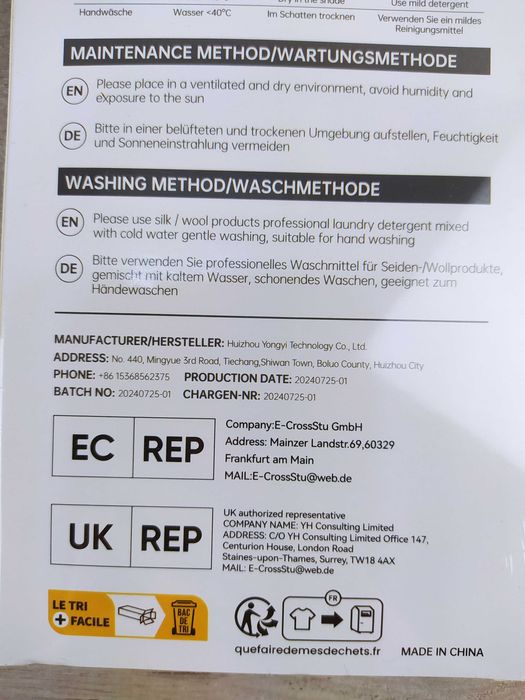 Use mild detergent
Handwäsche Wasser <40°C Im Schatten trocknen Verwenden Sie ein mildes
Reinigungsmittel
MAINTENANCE METHOD/WARTUNGSMETHODE
EN Please place in a ventilated and dry environment, avoid humidity and
exposure to the sun
DE Bitte in einer belüfteten und trockenen Umgebung aufstellen, Feuchtigkeit
und Sonneneinstrahlung vermeiden
WASHING METHOD/WASCHMETHODE
EN Please use silk / wool products professional laundry detergent mixed
with cold water gentle washing, suitable for hand washing
DE Bitte verwenden Sie professionelles Waschmittel für Seiden-/Wollprodukte,
gemischt mit kaltem Wasser, schonendes Waschen, geeignet zum
Händewaschen
MANUFACTURER/HERSTELLER: Huizhou Yongyi Technology Co., Ltd.
ADDRESS: No. 440, Mingyue 3rd Road, Tiechang,Shiwan Town, Boluo County, Huizhou City
PHONE: +86 15368562375 PRODUCTION DATE: 20240725-01
BATCH NO: 20240725-01 CHARGEN-NR: 20240725-01
EC REP
Company:E-CrossStu GmbH
Address: Mainzer Landstr.69,60329
Frankfurt am Main
MAIL:E-CrossStu@web.de
UK REP
UK authorized representative
COMPANY NAME: YH Consulting Limited
ADDRESS: C/O YH Consulting Limited Office 147,
Centurion House, London Road
Staines-upon-Thames, Surrey, TW18 4AX
MAIL: E-CrossStu@web.de
LE TRI
+ FACILE
BAC
DE
TRI
FR
quefairedemesdechets.fr
MADE IN CHINA